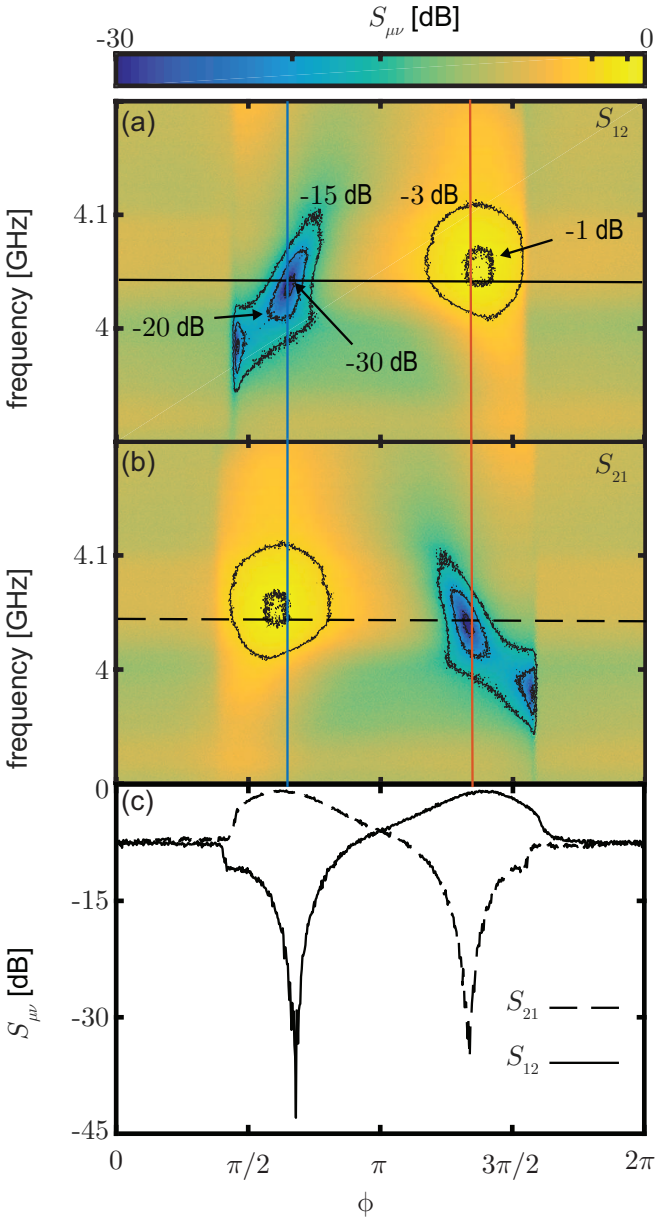 S_{μν} [dB]
-30 0
(a) S_{12}
-15 dB -3 dB
-1 dB
-20 dB
-30 dB
4.1
4
frequency [GHz]
(b) S_{21}
4.1
4
frequency [GHz]
0
(c)
-15
-30
-45
S_{μν} [dB]
S_{21}
S_{12}
0 π/2 π 3π/2 2π
ϕ